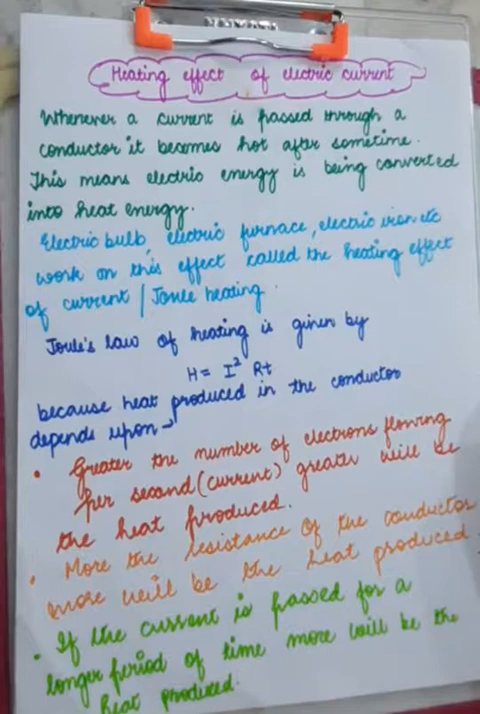 Heating effect of electric current
Whenever a current is passed through a
conductor it becomes hot after sometime.
This means electric energy is being converted
into heat energy.
Electric bulb, electric furnace, electric iron etc
work on this effect called the heating effect
of current / Joule heating.
Joule's law of heating is given by
H = I² Rt
because heat produced in the conductor
depends upon →
• Greater the number of electrons flowing
per second (current) greater will be
the heat produced.
• More the resistance of the conductor
more will be the heat produced
• If the current is passed for a
longer period of time more will be the
heat produced.